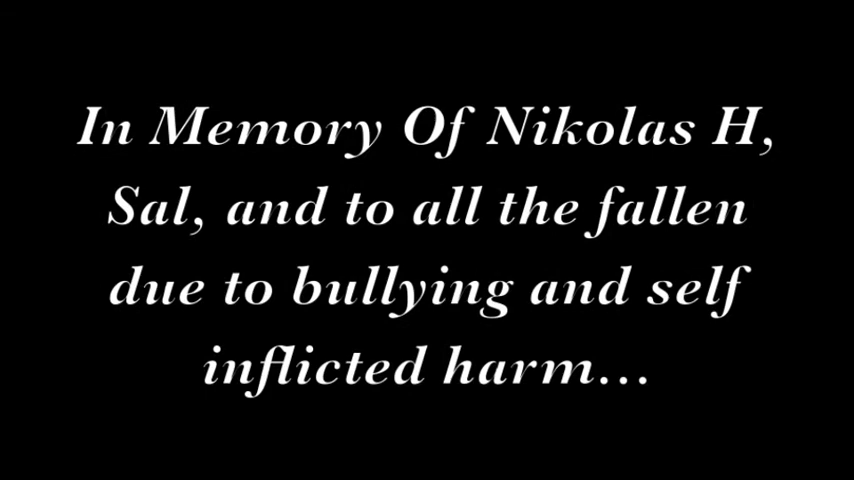 In Memory Of Nikolas H,
Sal, and to all the fallen
due to bullying and self
inflicted harm...